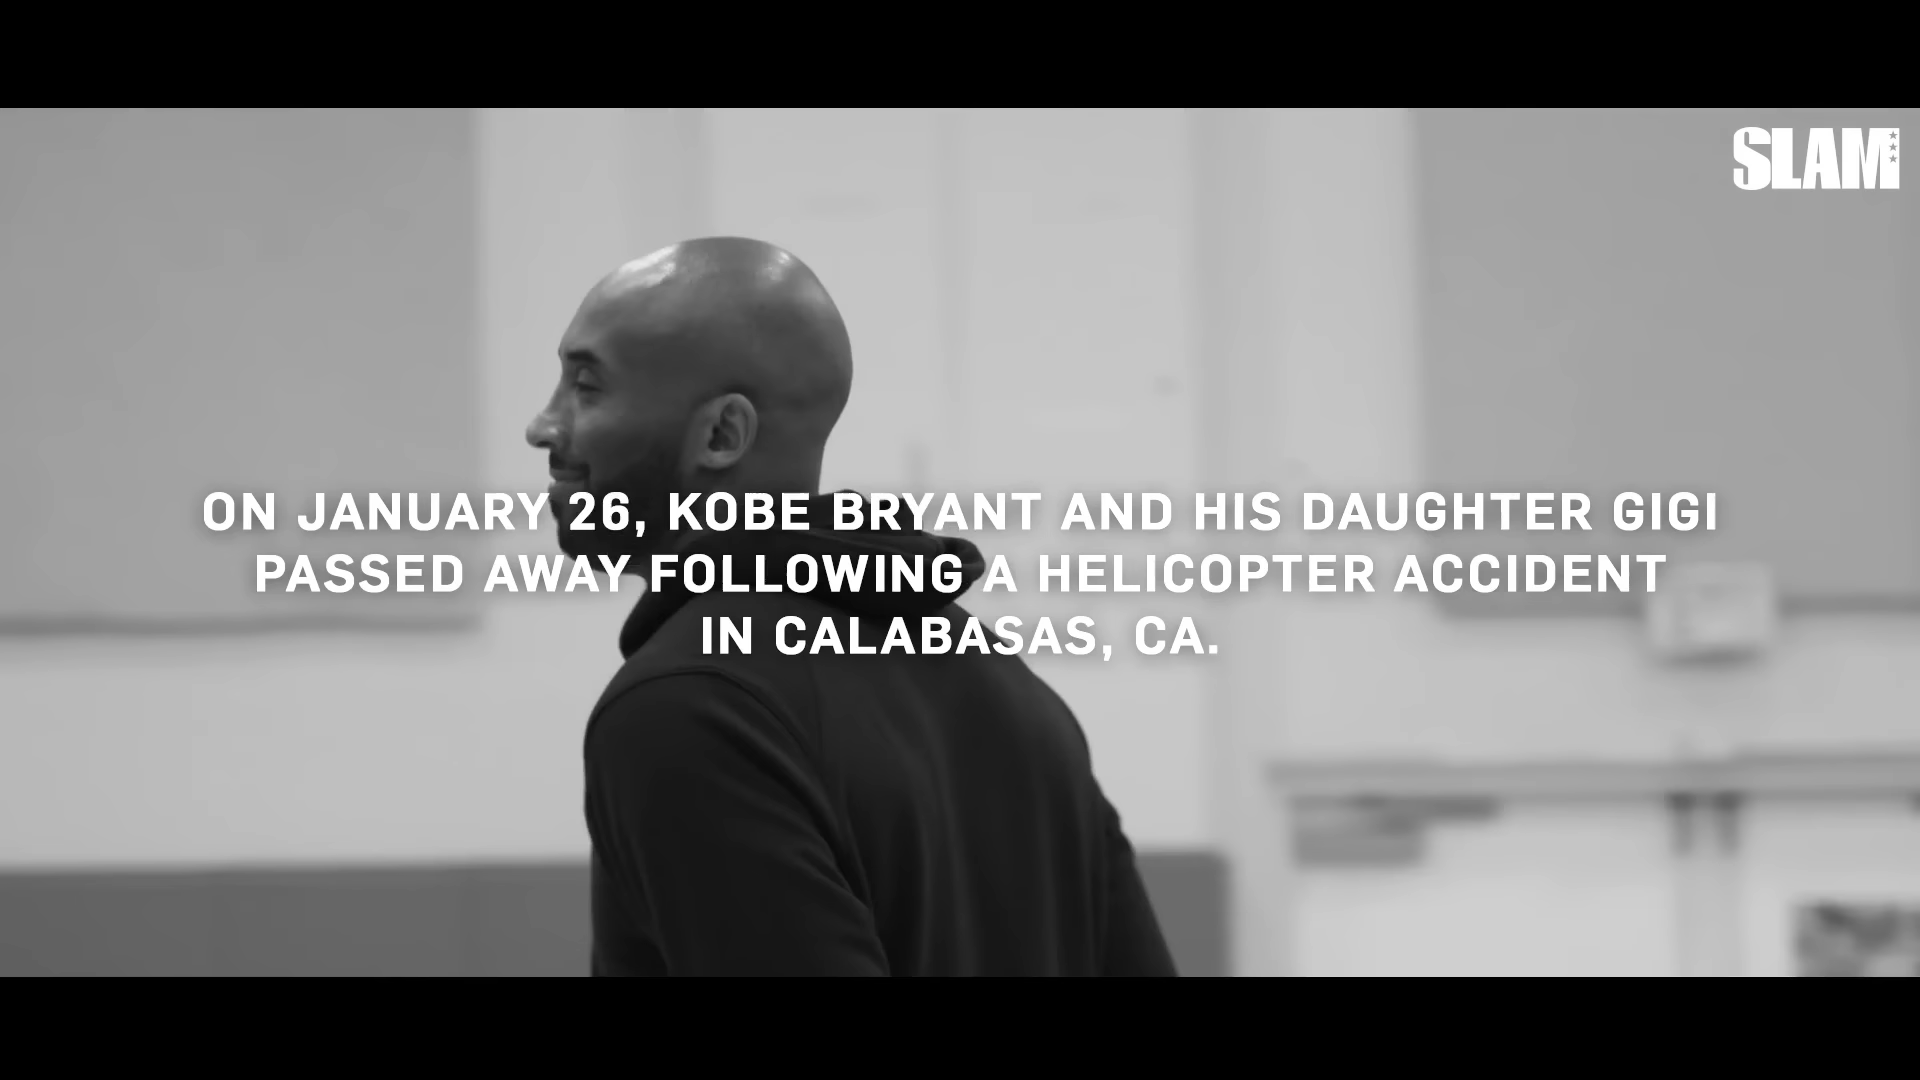 SLAM
ON JANUARY 26, KOBE BRYANT AND HIS DAUGHTER GIGI
PASSED AWAY FOLLOWING A HELICOPTER ACCIDENT
IN CALABASAS, CA.